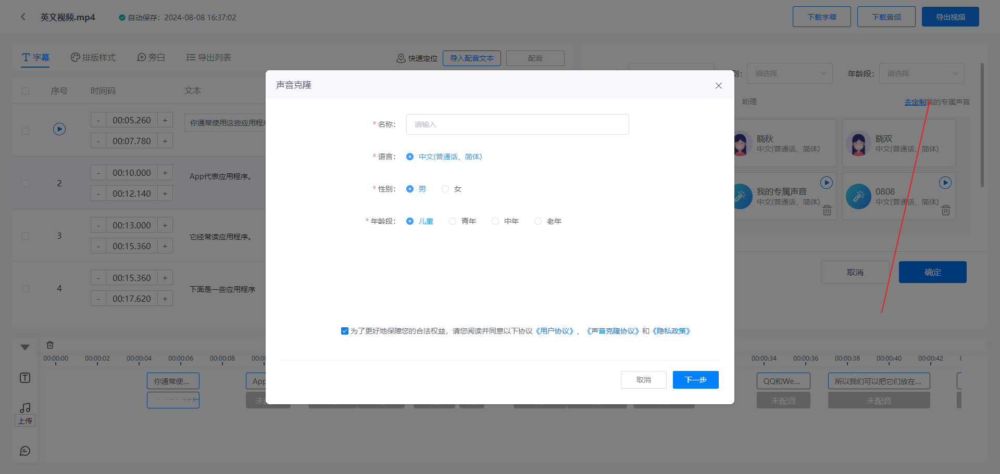 英文视频.mp4
自动保存：2024-08-08 16:37:02
下载字幕
下载音频
导出视频
字幕
排版样式
旁白
导出列表
快速定位
导入配音文本
配音
别：
请选择
年龄段：
请选择
序号
时间码
文本
助理
去定制我的专属声音
- 00:05.260 +
- 00:07.780 +
你通常使用这些应用程序
2
- 00:10.000 +
- 00:12.140 +
App代表应用程序。
3
- 00:13.000 +
- 00:15.360 +
它经常读应用程序。
4
- 00:15.360 +
- 00:17.620 +
下面是一些应用程序
声音克隆
* 名称：
请输入
* 语言：
中文(普通话、简体)
* 性别：
男
女
* 年龄段：
儿童
青年
中年
老年
为了更好地保障您的合法权益，请您阅读并同意以下协议《用户协议》、《声音克隆协议》和《隐私政策》
取消
下一步
晓秋
中文(普通话、简体)
晓双
中文(普通话、简体)
我的专属声音
中文(普通话、简体)
0808
中文(普通话、简体)
取消
确定
00:00:00
00:00:02
00:00:04
00:00:06
00:00:08
00:00
00:00:34
00:00:36
00:00:38
00:00:40
00:00:42
你通常使...
App
QQ和We...
所以我们可以把它们放在...
未配音
未配音
上传